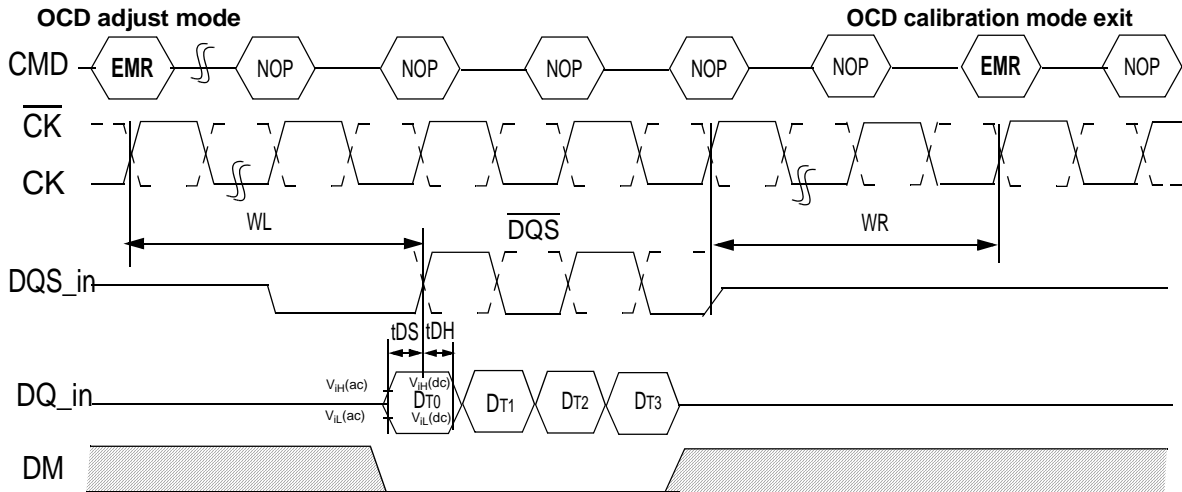 OCD adjust mode OCD calibration mode exit
CMD EMR NOP NOP NOP NOP NOP EMR NOP
CK
CK
WL DQS WR
DQS_in
tDS tDH
ViH(ac) ViH(dc)
DQ_in DT0 DT1 DT2 DT3
ViL(ac) ViL(dc)
DM